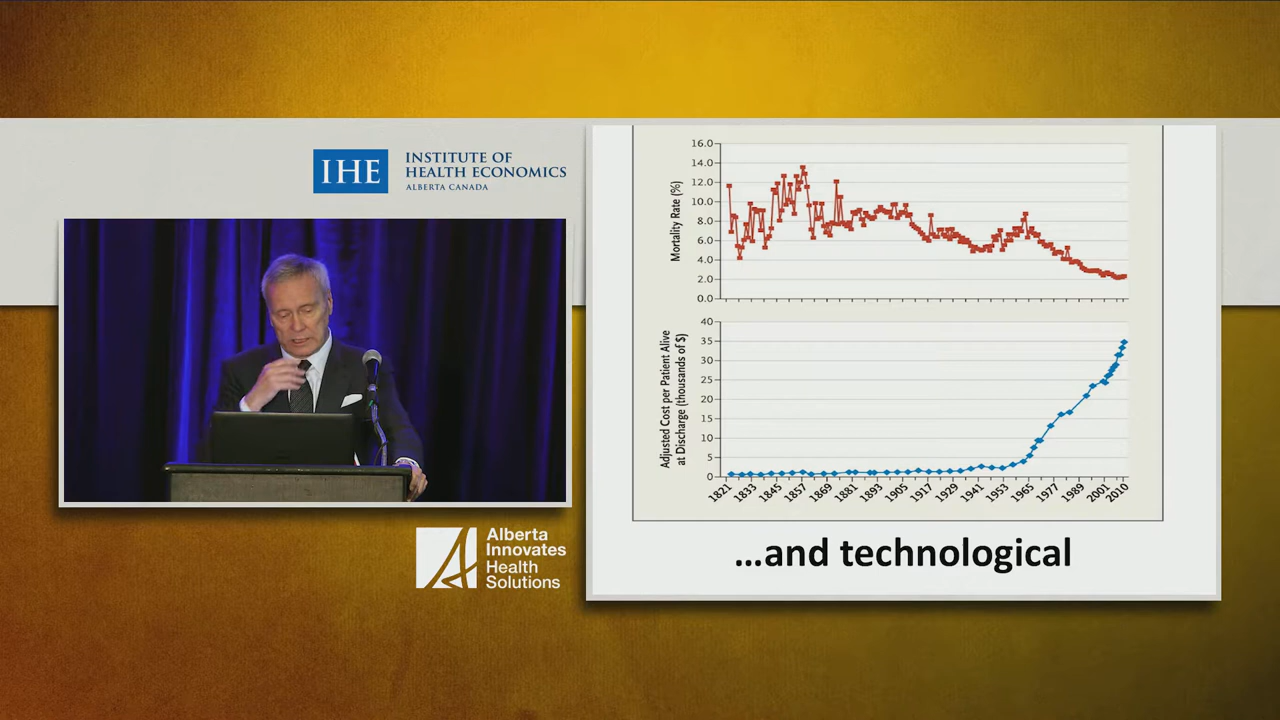 IHE
INSTITUTE OF
HEALTH ECONOMICS
ALBERTA CANADA
Alberta
Innovates
Health
Solutions
Mortality Rate (%)
16.0
14.0
12.0
10.0
8.0
6.0
4.0
2.0
0.0
Adjusted Cost per Patient Alive
at Discharge (thousands of $)
40
35
30
25
20
15
10
5
0
1821
1833
1845
1857
1869
1881
1893
1905
1917
1929
1941
1953
1965
1977
1989
2001
2010
...and technological